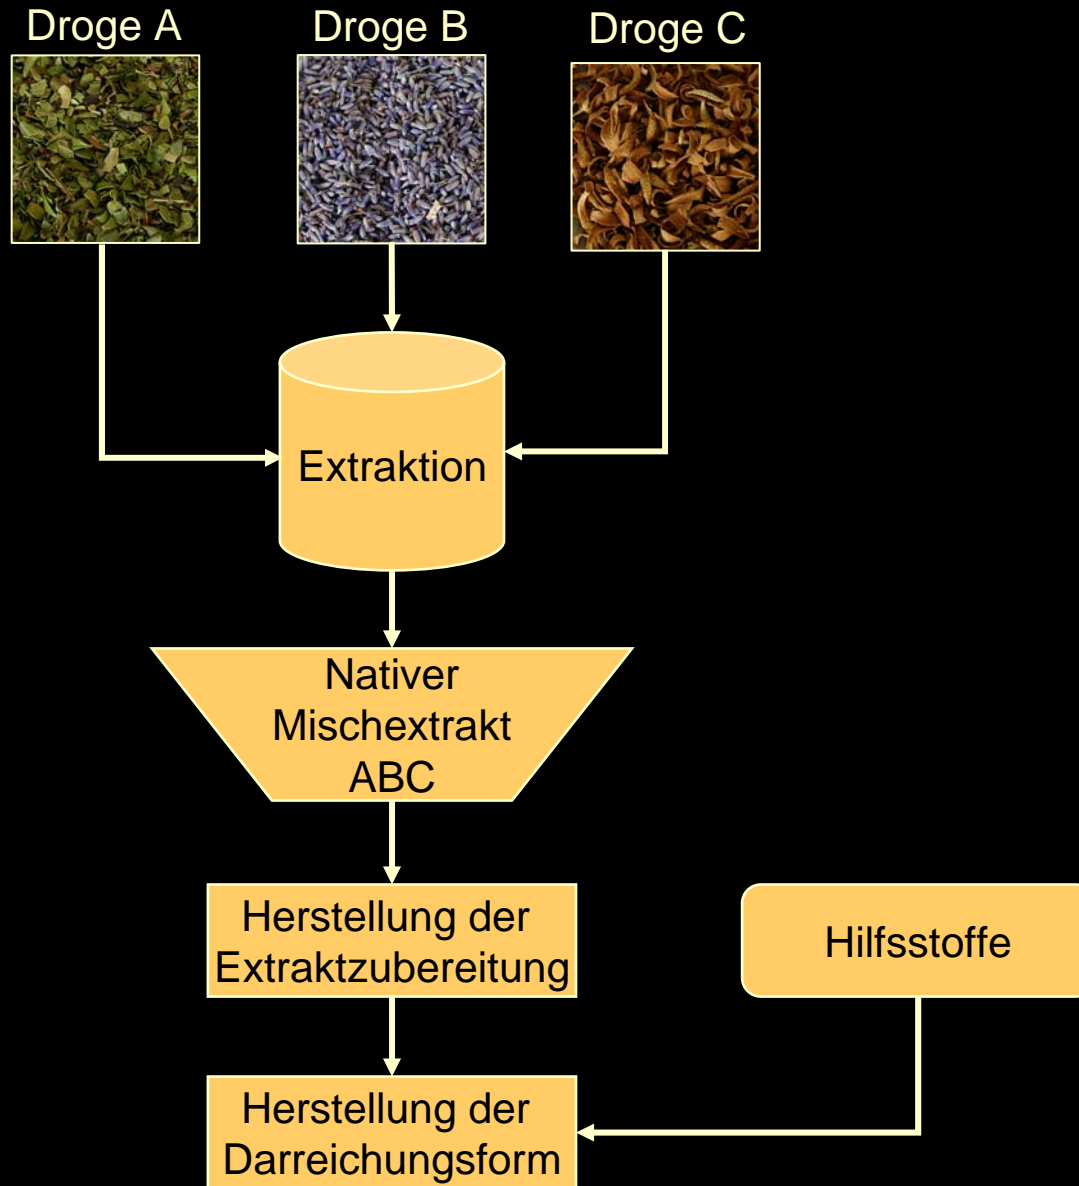 Droge A
Droge B
Droge C
Extraktion
Nativer
Mischextrakt
ABC
Herstellung der
Extraktzubereitung
Hilfsstoffe
Herstellung der
Darreichungsform